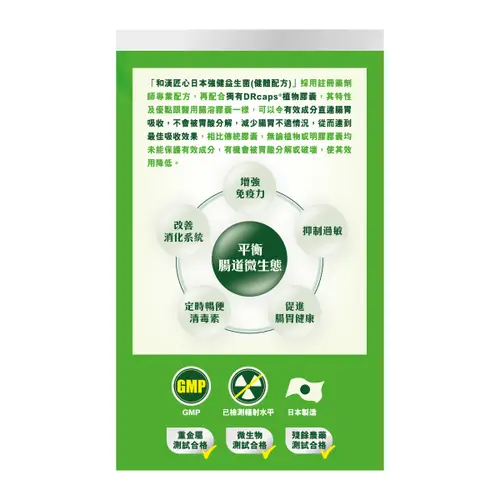 「和漢匠心日本強健益生菌(健體配方)」採用註冊藥劑
師專業配方，再配合獨有DRcaps®植物膠囊，其特性
及優點跟醫用腸溶膠囊一樣，可以令有效成分直達腸胃
吸收，不會被胃酸分解，減少腸胃不適情況，從而達到
最佳吸收效果，相比傳統膠囊，無論植物或明膠膠囊均
未能保護有效成分，有機會被胃酸分解或破壞，使其效
用降低。
增強
免疫力
改善
消化系統
抑制過敏
平衡
腸道微生態
定時暢便
消毒素
促進
腸胃健康
GMP
GMP
已檢測輻射水平
日本製造
重金屬
測試合格
微生物
測試合格
殘餘農藥
測試合格